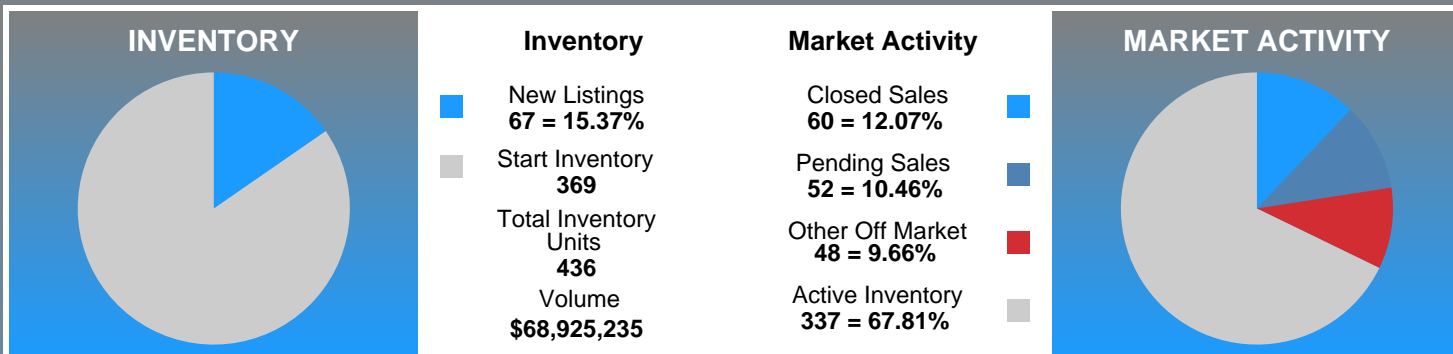 INVENTORY
Inventory
New Listings
67 = 15.37%
Start Inventory
369
Total Inventory
Units
436
Volume
$68,925,235
Market Activity
Closed Sales
60 = 12.07%
Pending Sales
52 = 10.46%
Other Off Market
48 = 9.66%
Active Inventory
337 = 67.81%
MARKET ACTIVITY